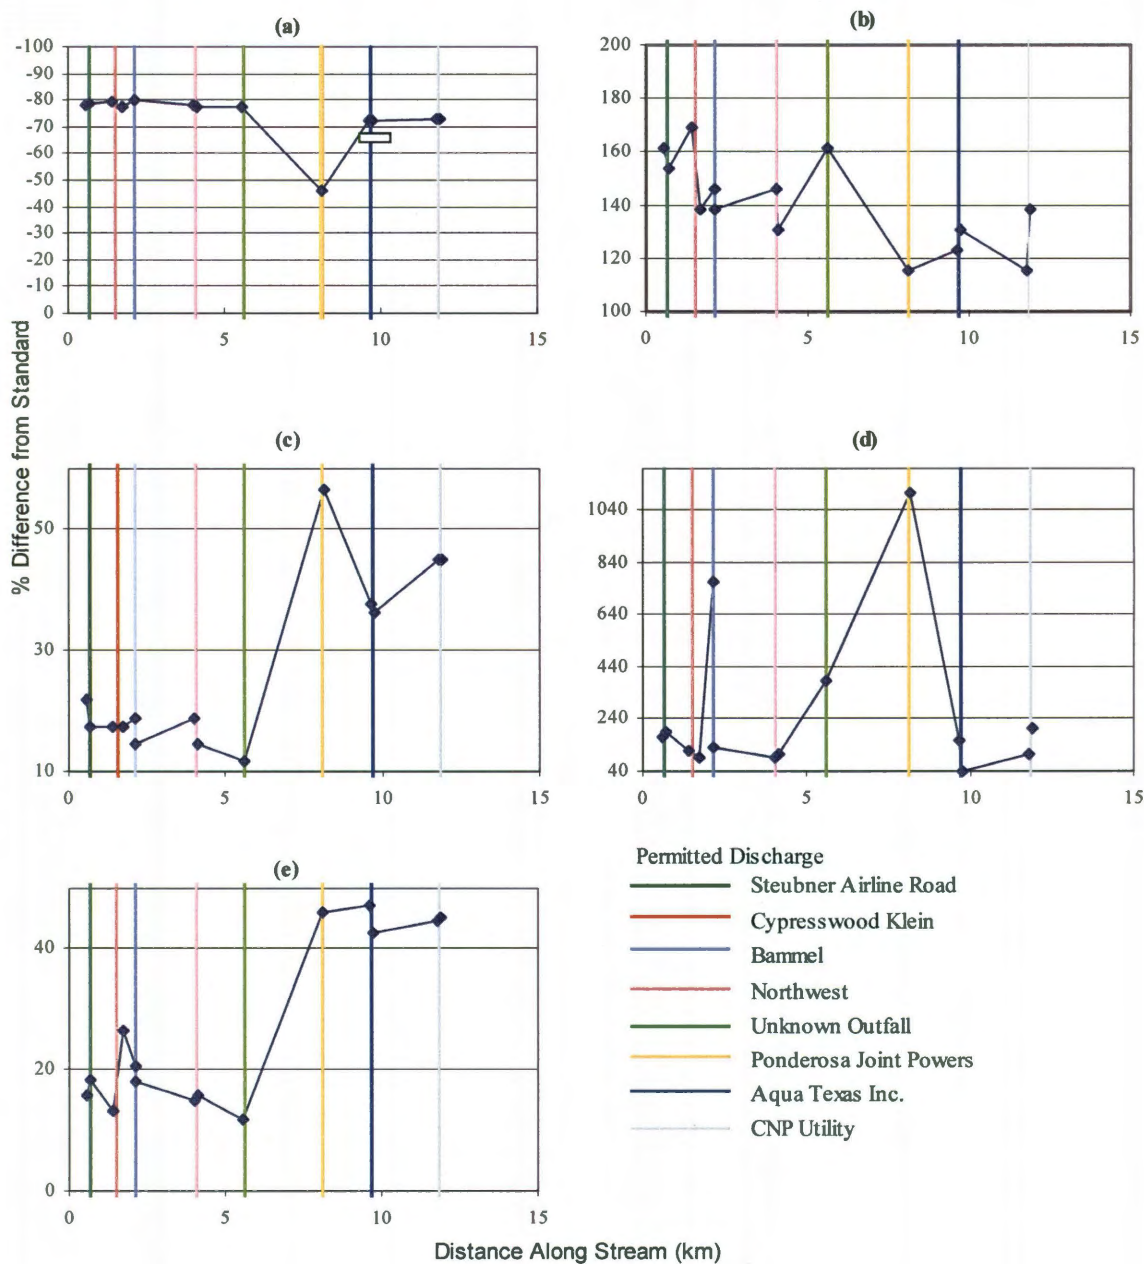 (a)
-100
-90
-80
-70
-60
-50
-40
-30
-20
-10
0
0 5 10 15
(b)
200
180
160
140
120
100
0 5 10 15
% Difference from Standard
(c)
50
30
10
0 5 10 15
(d)
1040
840
640
440
240
40
0 5 10 15
(e)
40
20
0
0 5 10 15
Distance Along Stream (km)
Permitted Discharge
Steubner Airline Road
Cypresswood Klein
Bammel
Northwest
Unknown Outfall
Ponderosa Joint Powers
Aqua Texas Inc.
CNP Utility